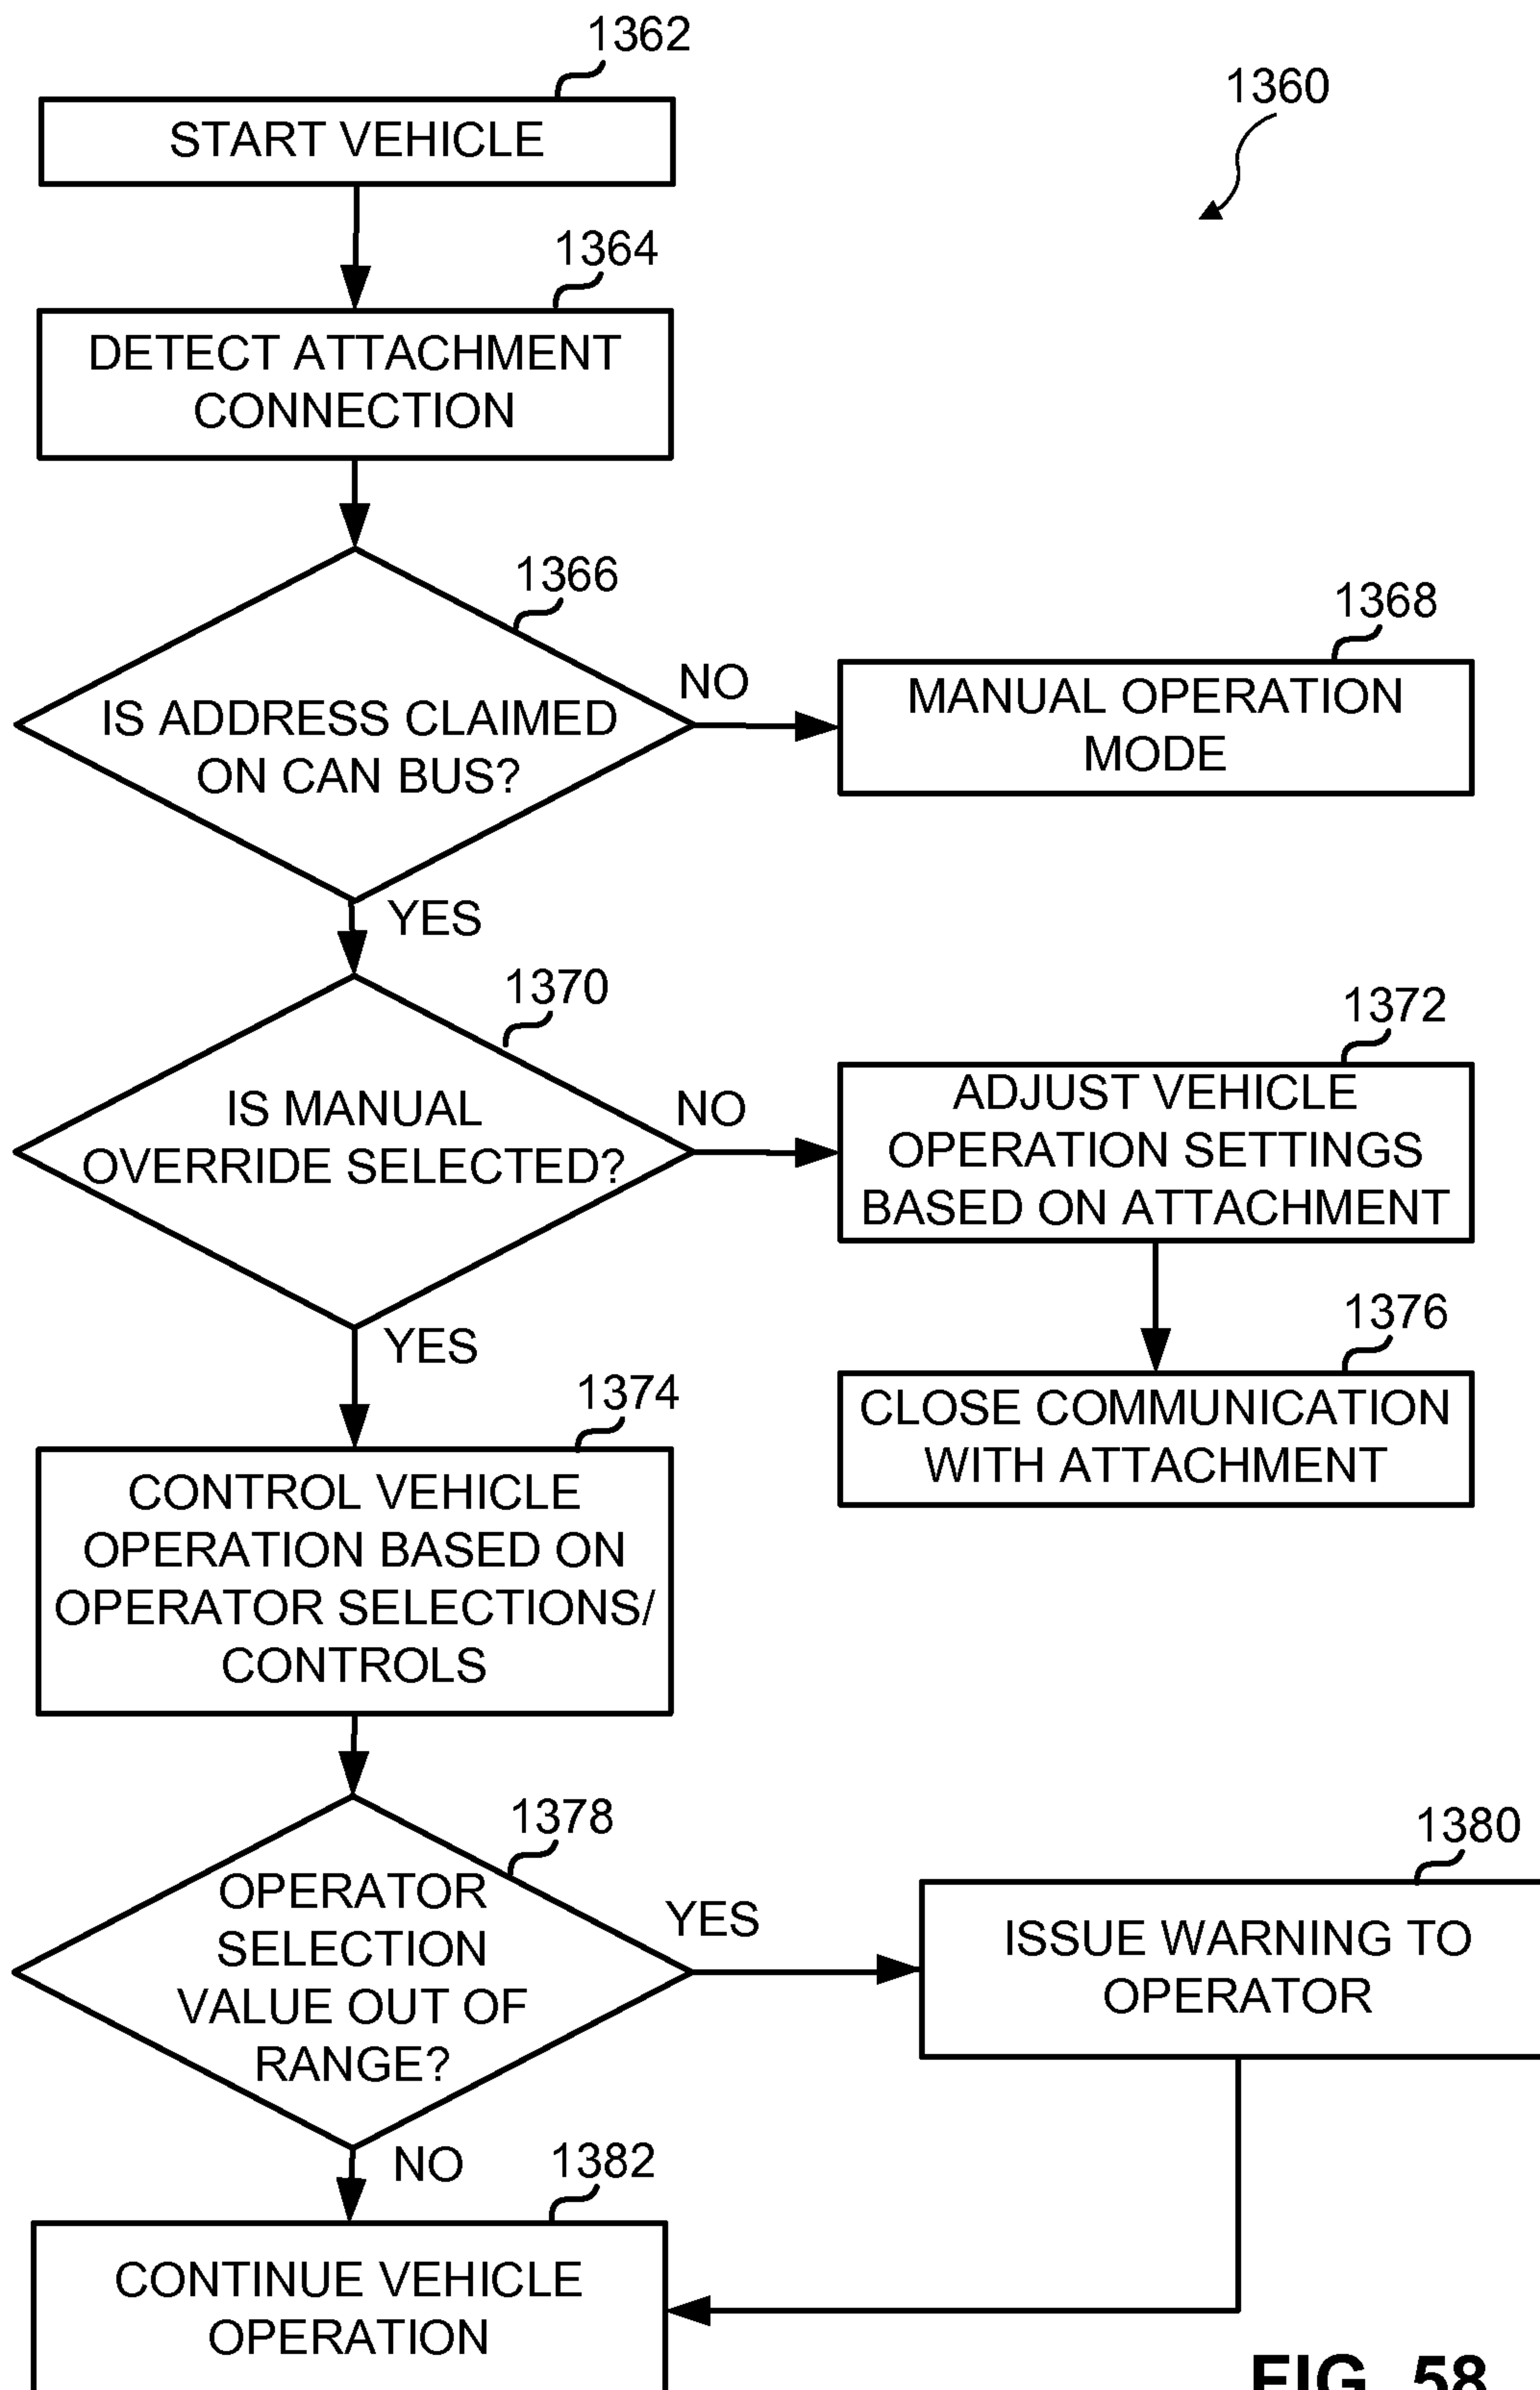 1362
1360
START VEHICLE
1364
DETECT ATTACHMENT
CONNECTION
1366
IS ADDRESS CLAIMED
ON CAN BUS?
NO
1368
MANUAL OPERATION
MODE
YES
1370
IS MANUAL
OVERRIDE SELECTED?
NO
1372
ADJUST VEHICLE
OPERATION SETTINGS
BASED ON ATTACHMENT
1376
CLOSE COMMUNICATION
WITH ATTACHMENT
YES
1374
CONTROL VEHICLE
OPERATION BASED ON
OPERATOR SELECTIONS/
CONTROLS
1378
OPERATOR
SELECTION
VALUE OUT OF
RANGE?
YES
1380
ISSUE WARNING TO
OPERATOR
NO
1382
CONTINUE VEHICLE
OPERATION
FIG. 58